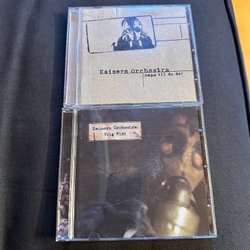 Kaizers Orchestra
ompa til du dør
Kaizers Orchestra
Evig Pint